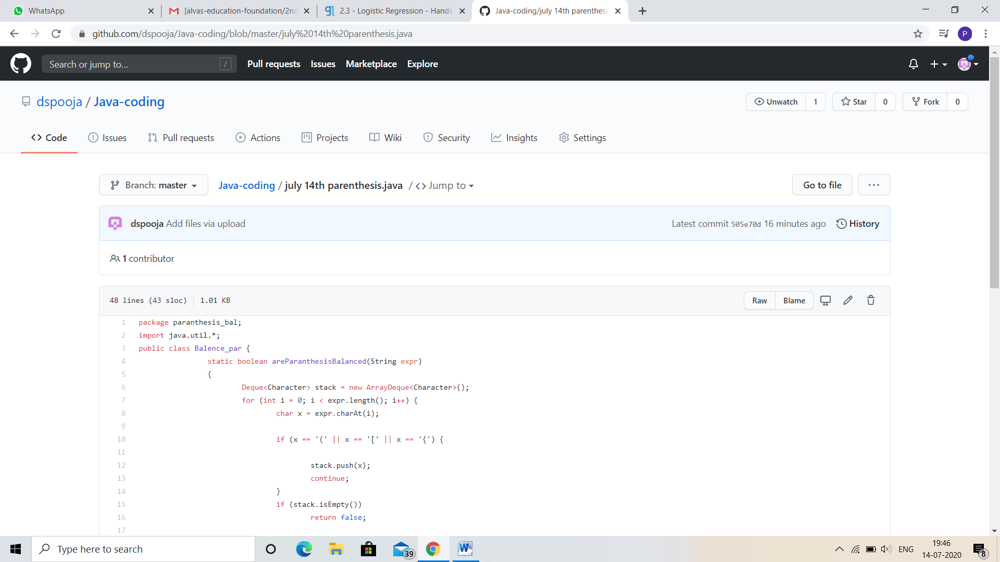 WhatsApp
[alvas-education-foundation/2nd
2.3 - Logistic Regression - Hands
Java-coding/july 14th parenthesis
github.com/dspooja/Java-coding/blob/master/july%2014th%20parenthesis.java
P
Search or jump to...
/
Pull requests Issues Marketplace Explore
dspooja / Java-coding
Unwatch 1 Star 0 Fork 0
Code Issues Pull requests Actions Projects Wiki Security Insights Settings
Branch: master Java-coding / july 14th parenthesis.java / <> Jump to Go to file ...
dspooja Add files via upload Latest commit 505e70d 16 minutes ago History
1 contributor
48 lines (43 sloc) 1.01 KB Raw Blame
1 package paranthesis_bal;
2 import java.util.*;
3 public class Balence_par {
4 static boolean areParanthesisBalanced(String expr)
5 {
6 Deque<Character> stack = new ArrayDeque<Character>();
7 for (int i = 0; i < expr.length(); i++) {
8 char x = expr.charAt(i);
9
10 if (x == '(' || x == '[' || x == '{') {
11
12 stack.push(x);
13 continue;
14 }
15 if (stack.isEmpty())
16 return false;
17
Type here to search
39
W
ENG
19:46
14-07-2020
8